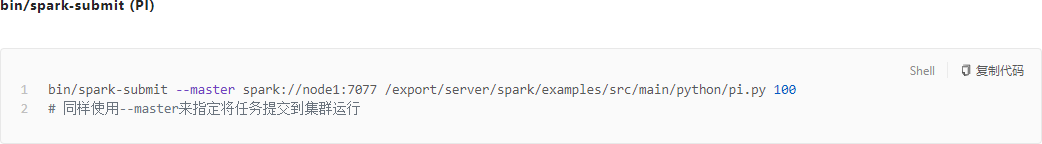 bin/spark-submit (PI)
Shell 复制代码
1 bin/spark-submit --master spark://node1:7077 /export/server/spark/examples/src/main/python/pi.py 100
2 # 同样使用--master来指定将任务提交到集群运行